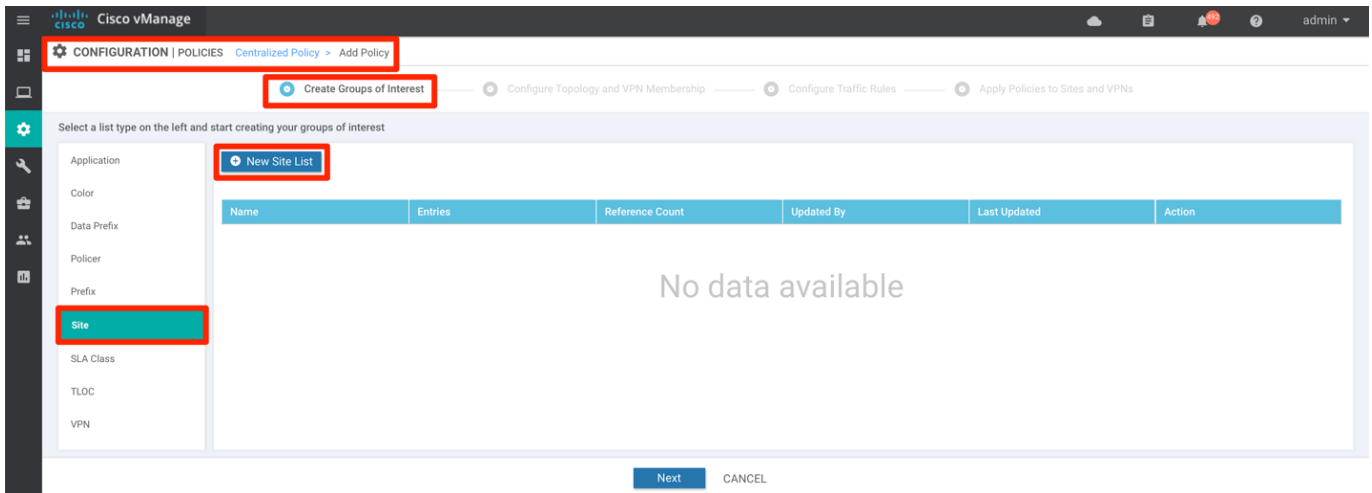 cisco Cisco vManage 492 admin
CONFIGURATION | POLICIES Centralized Policy > Add Policy
Create Groups of Interest Configure Topology and VPN Membership Configure Traffic Rules Apply Policies to Sites and VPNs
Select a list type on the left and start creating your groups of interest
Application
Color
Data Prefix
Policer
Prefix
Site
SLA Class
TLOC
VPN
New Site List
Name Entries Reference Count Updated By Last Updated Action
No data available
Next CANCEL